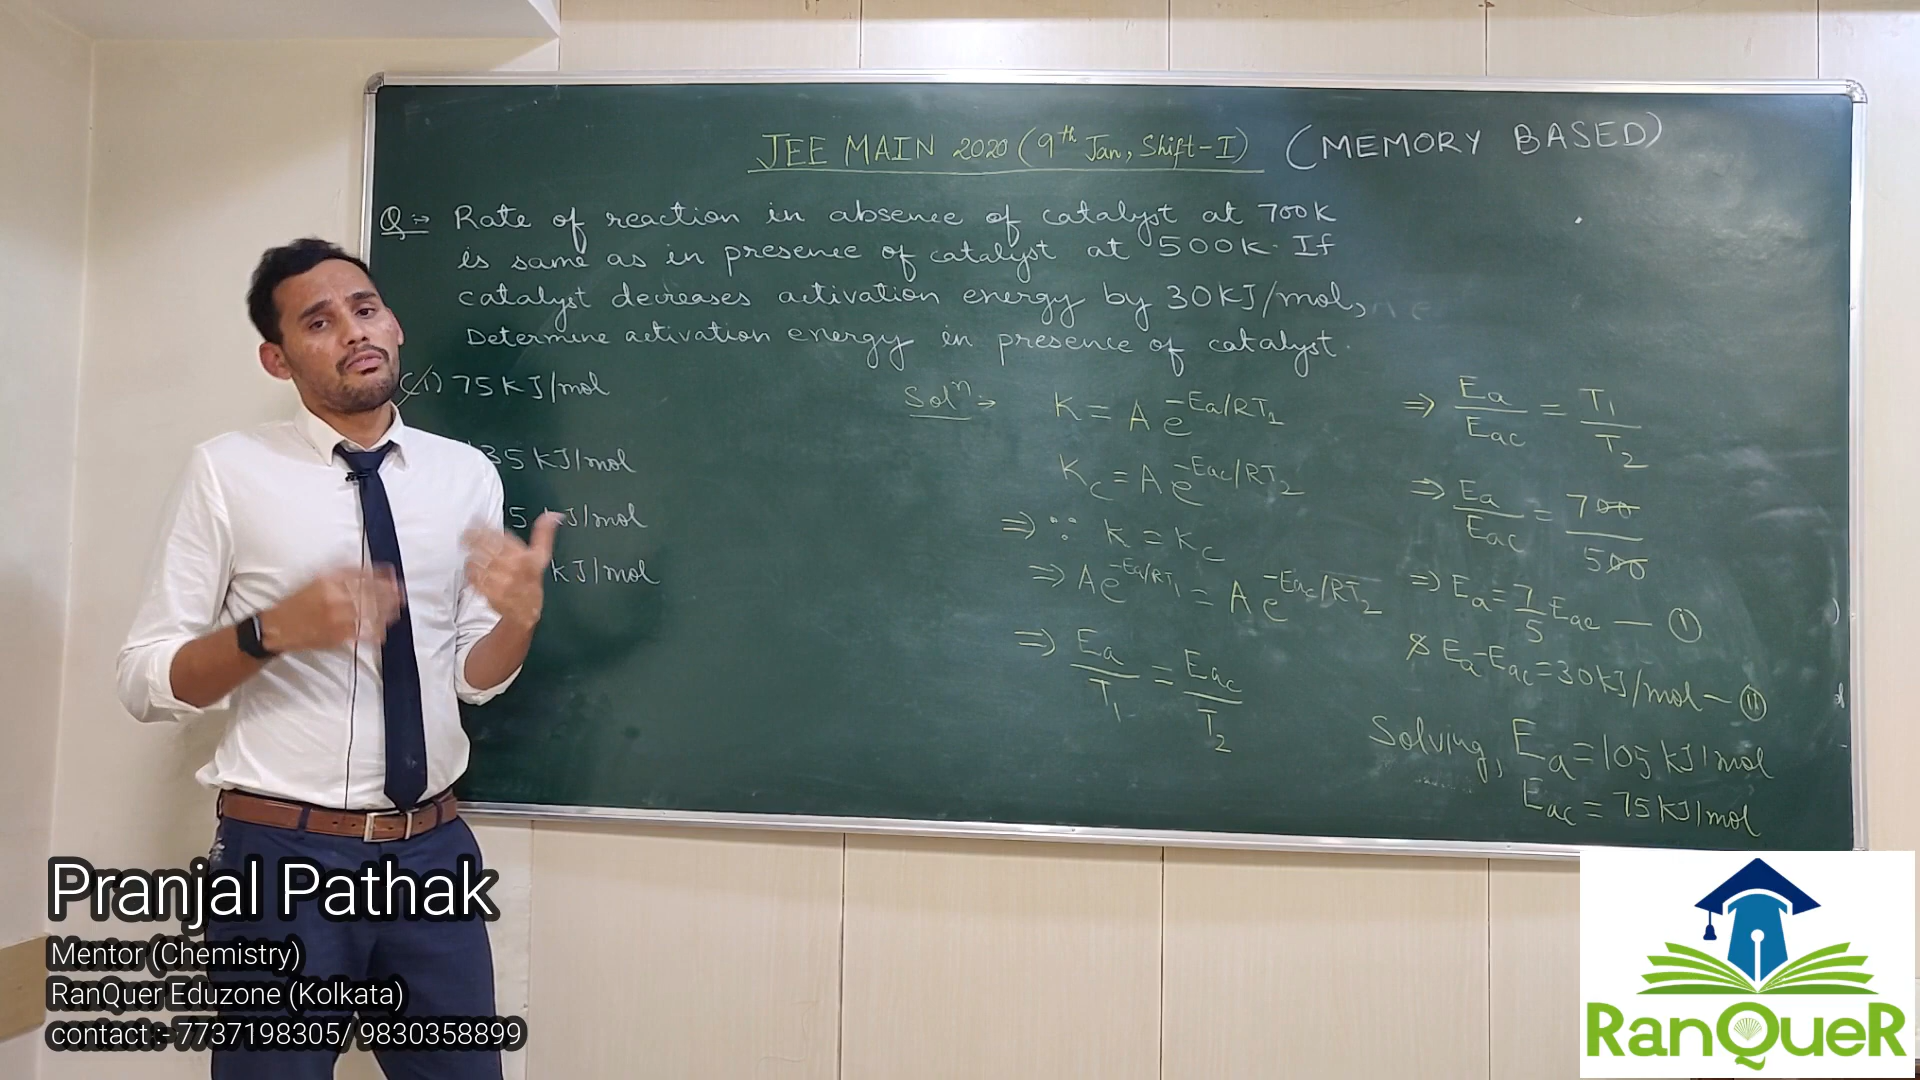 JEE MAIN 2020 (9th Jan, Shift-I) (MEMORY BASED)
Q:→ Rate of reaction in absence of catalyst at 700K
is same as in presence of catalyst at 500K. If
catalyst decreases activation energy by 30KJ/mol,
Determine activation energy in presence of catalyst.
(1) 75 KJ/mol
35 KJ/mol
5 KJ/mol
KJ/mol
Solⁿ →
K = A e^-Ea/RT1
Kc = A e^-Eac/RT2
⇒ ∵ K = Kc
⇒ A e^-Ea/RT1 = A e^-Eac/RT2
⇒ Ea/T1 = Eac/T2
⇒ Ea/Eac = T1/T2
⇒ Ea/Eac = 700/500
⇒ Ea = 7/5 Eac — (I)
& Ea-Eac = 30KJ/mol — (II)
Solving, Ea = 105 KJ/mol
Eac = 75 KJ/mol
Pranjal Pathak
Mentor (Chemistry)
RanQuer Eduzone (Kolkata)
contact :- 7737198305/ 9830358899
RanQueR